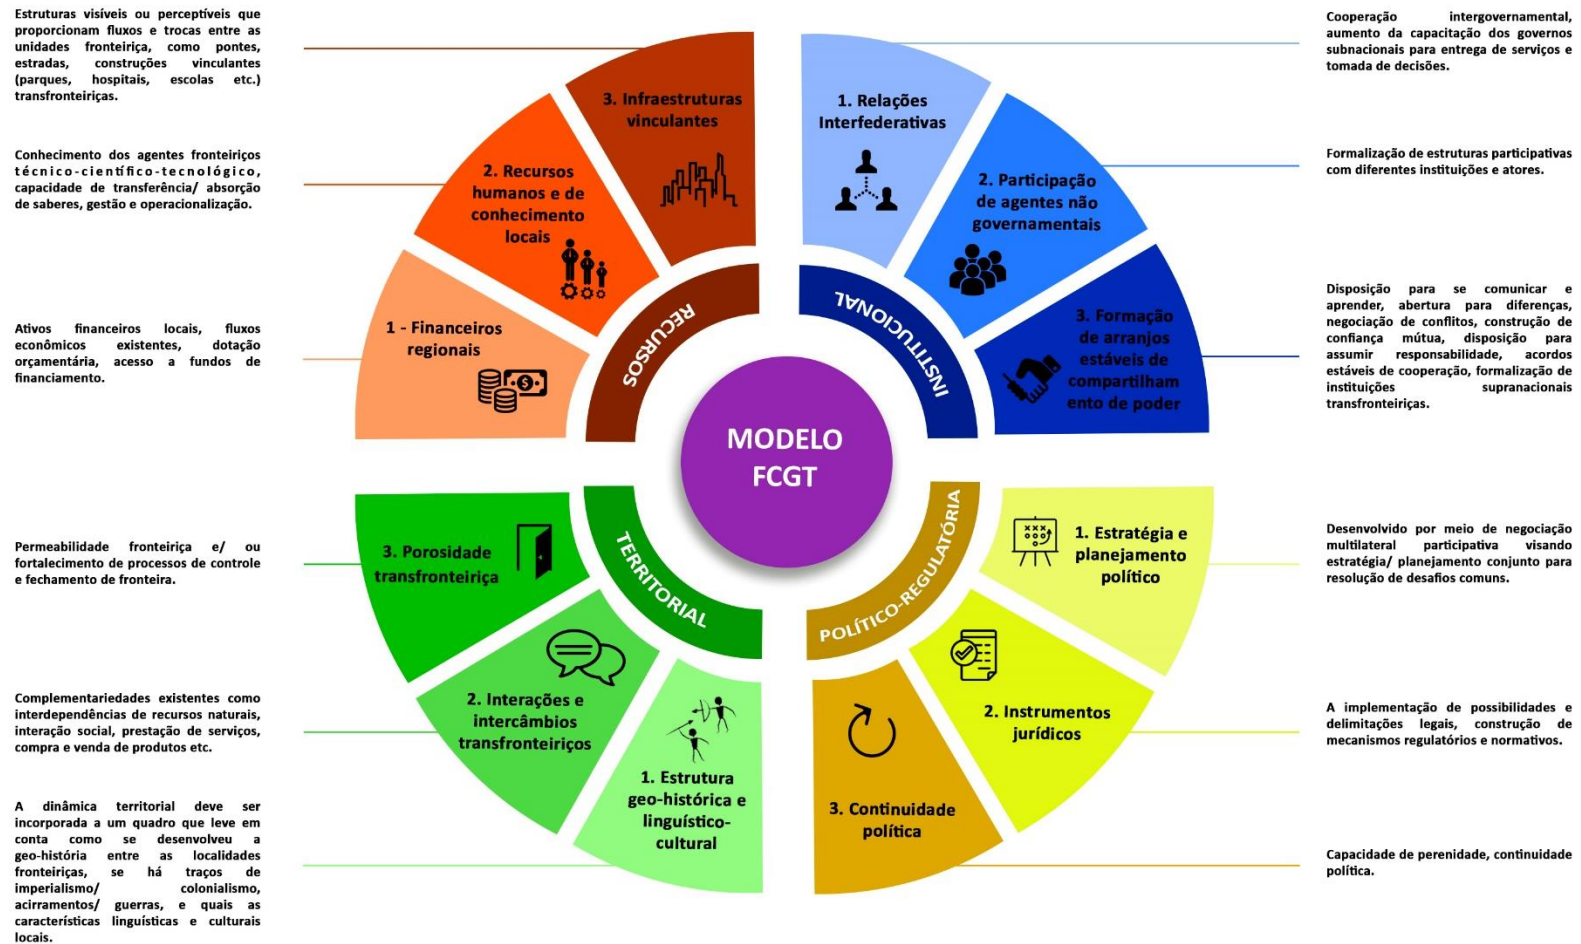 Estruturas visíveis ou perceptíveis que
proporcionam fluxos e trocas entre as
unidades fronteiriça, como pontes,
estradas, construções vinculantes
(parques, hospitais, escolas etc.)
transfronteiriças.
Conhecimento dos agentes fronteiriços
técnico-científico-tecnológico,
capacidade de transferência/ absorção
de saberes, gestão e operacionalização.
Ativos financeiros locais, fluxos
econômicos existentes, dotação
orçamentária, acesso a fundos de
financiamento.
Permeabilidade fronteiriça e/ ou
fortalecimento de processos de controle
e fechamento de fronteira.
Complementariedades existentes como
interdependências de recursos naturais,
interação social, prestação de serviços,
compra e venda de produtos etc.
A dinâmica territorial deve ser
incorporada a um quadro que leve em
conta como se desenvolveu a
geo-história entre as localidades
fronteiriças, se há traços de
imperialismo/ colonialismo,
acirramentos/ guerras, e quais as
características linguísticas e culturais
locais.
3. Infraestruturas
vinculantes
2. Recursos
humanos e de
conhecimento
locais
1 - Financeiros
regionais
RECURSOS
1. Relações
Interfederativas
2. Participação
de agentes não
governamentais
3. Formação
de arranjos
estáveis de
compartilham
ento de poder
INSTITUCIONAL
MODELO
FCGT
3. Porosidade
transfronteiriça
2. Interações e
intercâmbios
transfronteiriços
1. Estrutura
geo-histórica e
linguístico-
cultural
TERRITORIAL
POLÍTICO-REGULATÓRIA
1. Estratégia e
planejamento
político
2. Instrumentos
jurídicos
3. Continuidade
política
Cooperação intergovernamental,
aumento da capacitação dos governos
subnacionais para entrega de serviços e
tomada de decisões.
Formalização de estruturas participativas
com diferentes instituições e atores.
Disposição para se comunicar e
aprender, abertura para diferenças,
negociação de conflitos, construção de
confiança mútua, disposição para
assumir responsabilidade, acordos
estáveis de cooperação, formalização de
instituições supranacionais
transfronteiriças.
Desenvolvido por meio de negociação
multilateral participativa visando
estratégia/ planejamento conjunto para
resolução de desafios comuns.
A implementação de possibilidades e
delimitações legais, construção de
mecanismos regulatórios e normativos.
Capacidade de perenidade, continuidade
política.